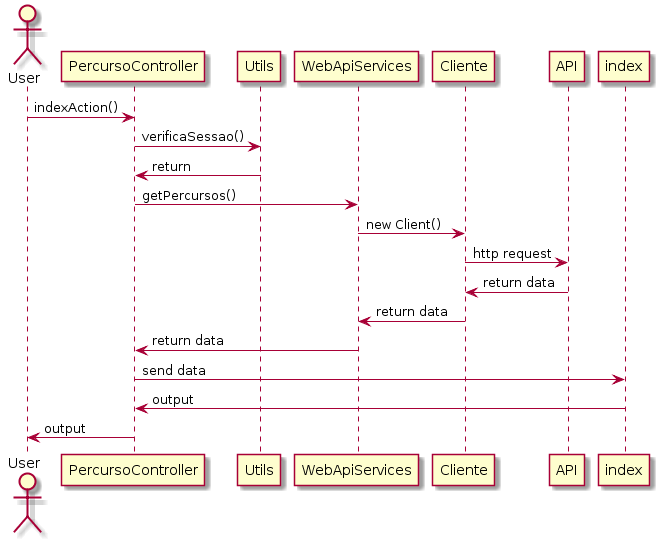 User
PercursoController
Utils
WebApiServices
Cliente
API
index
indexAction()
verificaSessao()
return
getPercursos()
new Client()
http request
return data
return data
return data
send data
output
output
User
PercursoController
Utils
WebApiServices
Cliente
API
index